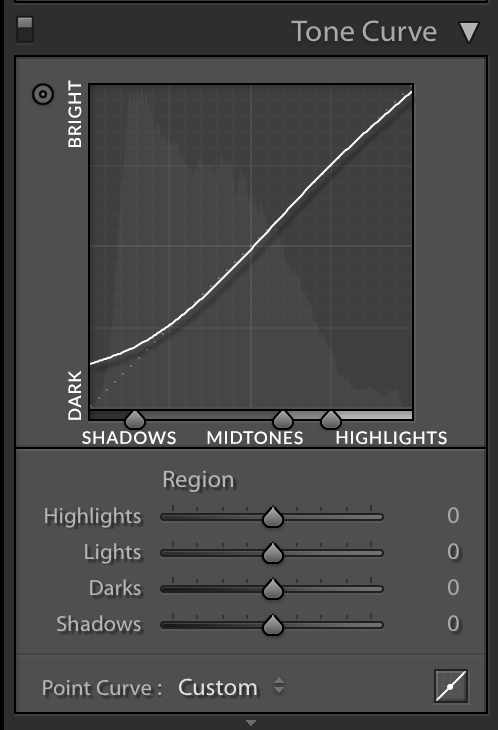 Tone Curve
BRIGHT
DARK
SHADOWS MIDTONES HIGHLIGHTS
Region
Highlights 0
Lights 0
Darks 0
Shadows 0
Point Curve : Custom